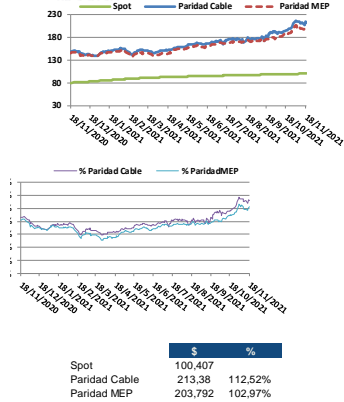 Spot Paridad Cable Paridad MEP
230
180
130
80
30
18/11/2020 18/12/2020 18/1/2021 18/2/2021 18/3/2021 18/4/2021 18/5/2021 18/6/2021 18/7/2021 18/8/2021 18/9/2021 18/10/2021 18/11/2021
% Paridad Cable % ParidadMEP
18/11/2020 18/12/2020 18/1/2021 18/2/2021 18/3/2021 18/4/2021 18/5/2021 18/6/2021 18/7/2021 18/8/2021 18/9/2021 18/10/2021 18/11/2021
$ %
Spot 100,407
Paridad Cable 213,38 112,52%
Paridad MEP 203,792 102,97%